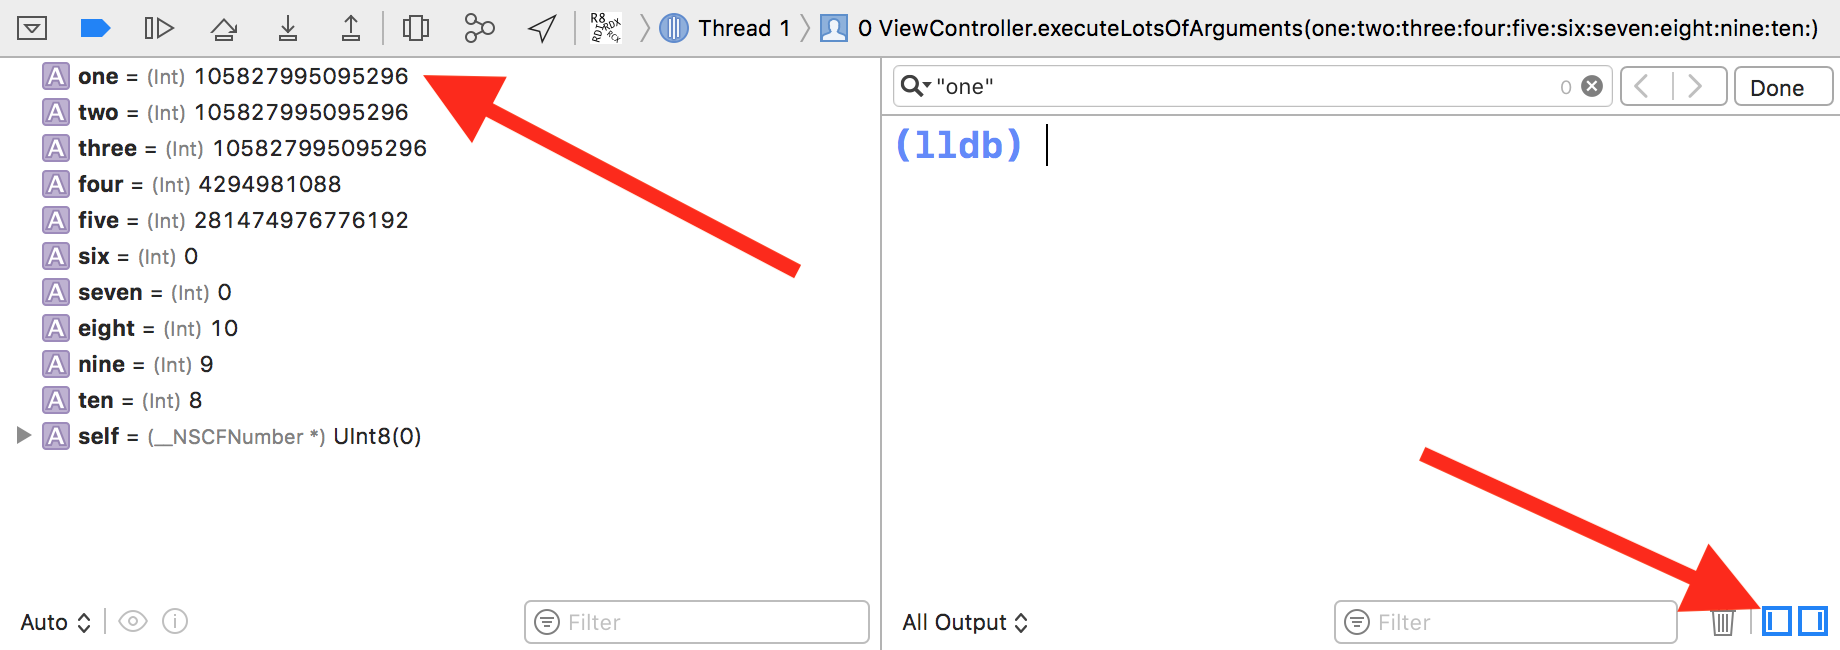 Thread 1 0 ViewController.executeLotsOfArguments(one:two:three:four:five:six:seven:eight:nine:ten:)
A one = (Int) 105827995095296
A two = (Int) 105827995095296
A three = (Int) 105827995095296
A four = (Int) 4294981088
A five = (Int) 281474976776192
A six = (Int) 0
A seven = (Int) 0
A eight = (Int) 10
A nine = (Int) 9
A ten = (Int) 8
A self = (__NSCFNumber *) UInt8(0)
Auto
Filter
"one" 0 Done
(lldb)
All Output
Filter